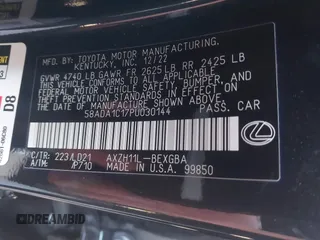 MFD. BY: TOYOTA MOTOR MANUFACTURING,
KENTUCKY, INC. 12/22
GVWR 4740 LB GAWR FR 2625 LB RR 2425 LB
THIS VEHICLE CONFORMS TO ALL APPLICABLE
FEDERAL MOTOR VEHICLE SAFETY, BUMPER, AND
THEFT PREVENTION STANDARDS IN EFFECT ON
THE DATE OF MANUFACTURE SHOWN ABOVE.
58ADA1C17PU030144
PASS. CAR
C/TR: 223/LD21 AXZH11L-BEXGBA
A/TM: /P710 MADE IN U.S.A. 99850
D8
DREAMBID